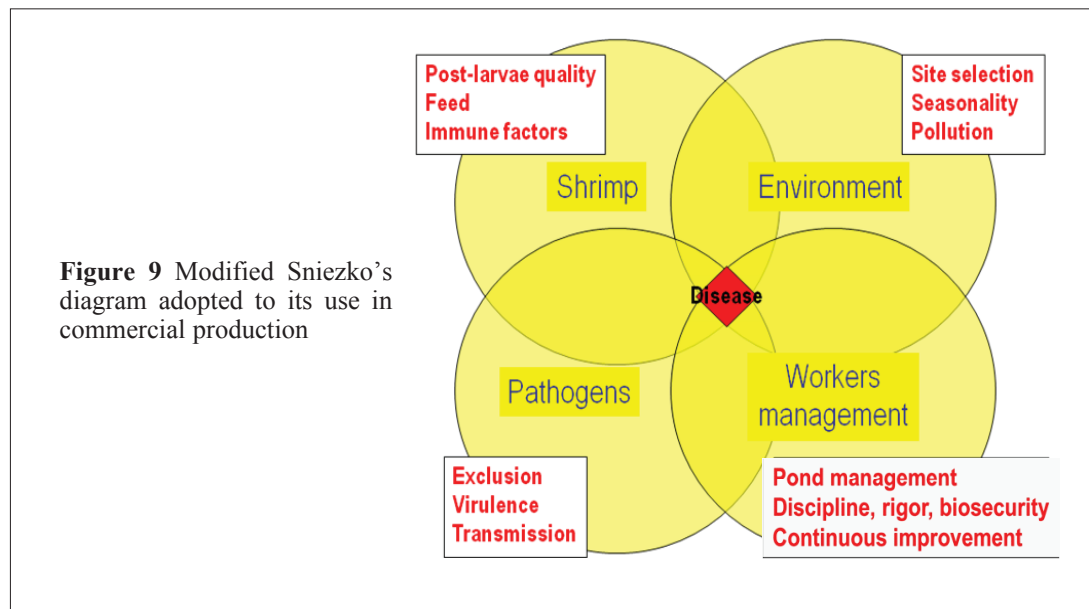 Post-larvae quality
Feed
Immune factors
Site selection
Seasonality
Pollution
Shrimp
Environment
Figure 9 Modified Sniezko's
diagram adopted to its use in
commercial production
Disease
Pathogens
Workers
management
Exclusion
Virulence
Transmission
Pond management
Discipline, rigor, biosecurity
Continuous improvement